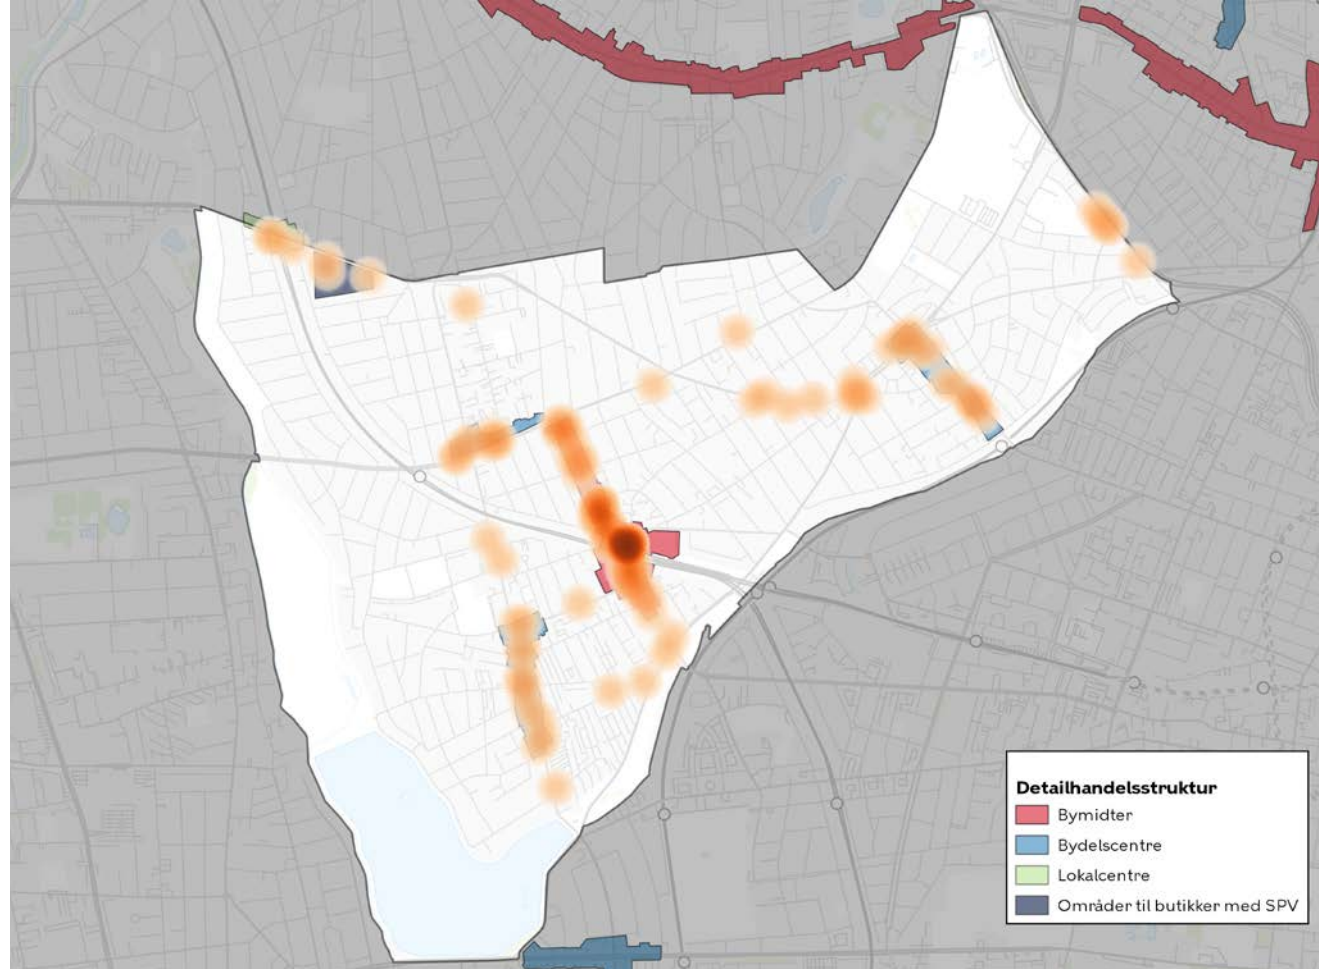 Detailhandelsstruktur
Bymidter
Bydelscentre
Lokalcentre
Områder til butikker med SPV